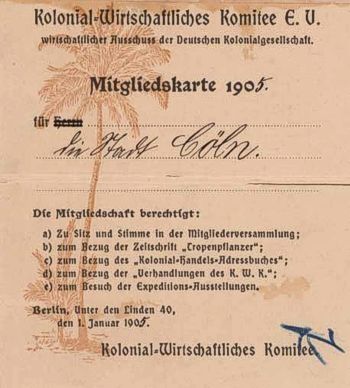 Kolonial-Wirtschaftliches Komitee E. V.
wirtschaftlicher Ausschuss der Deutschen Kolonialgesellschaft.
Mitgliedskarte 1905.
für Herrn
die Stadt Cöln.
Die Mitgliedschaft berechtigt:
a) Zu Sitz und Stimme in der Mitgliederversammlung;
b) zum Bezug der Zeitschrift „Tropenpflanzer";
c) zum Bezug des „Kolonial-Handels-Adressbuches";
d) zum Bezug der „Verhandlungen des K. W. K.";
e) zum Besuch der Expeditions-Ausstellungen.
Berlin, Unter den Linden 40,
den 1. Januar 1905.
Kolonial-Wirtschaftliches Komitee